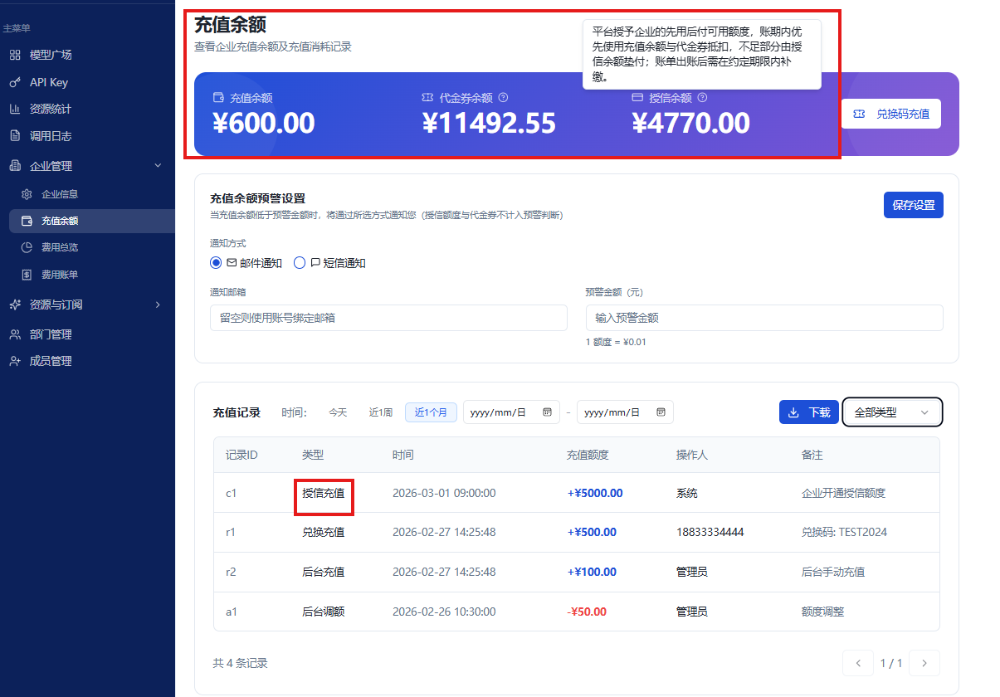 主菜单
模型广场
API Key
资源统计
调用日志
企业管理
企业信息
充值余额
费用总览
费用账单
资源与订阅
部门管理
成员管理
充值余额
查看企业充值余额及充值消耗记录
平台授予企业的先用后付可用额度，账期内优
先使用充值余额与代金券抵扣，不足部分由授
信余额垫付；账单出账后需在约定期限内补
缴。
充值余额
¥600.00
代金券余额
¥11492.55
授信余额
¥4770.00
兑换码充值
充值余额预警设置
当充值余额低于预警金额时，将通过所选方式通知您（授信额度与代金券不计入预警判断）
保存设置
通知方式
邮件通知 短信通知
通知邮箱
留空则使用账号绑定邮箱
预警金额（元）
输入预警金额
1 额度 = ¥0.01
充值记录 时间： 今天 近1周 近1个月 yyyy/mm/日 - yyyy/mm/日 下载 全部类型
记录ID 类型 时间 充值额度 操作人 备注
c1 授信充值 2026-03-01 09:00:00 +¥5000.00 系统 企业开通授信额度
r1 兑换充值 2026-02-27 14:25:48 +¥500.00 18833334444 兑换码: TEST2024
r2 后台充值 2026-02-27 14:25:48 +¥100.00 管理员 后台手动充值
a1 后台调额 2026-02-26 10:30:00 -¥50.00 管理员 额度调整
共 4 条记录
1 / 1